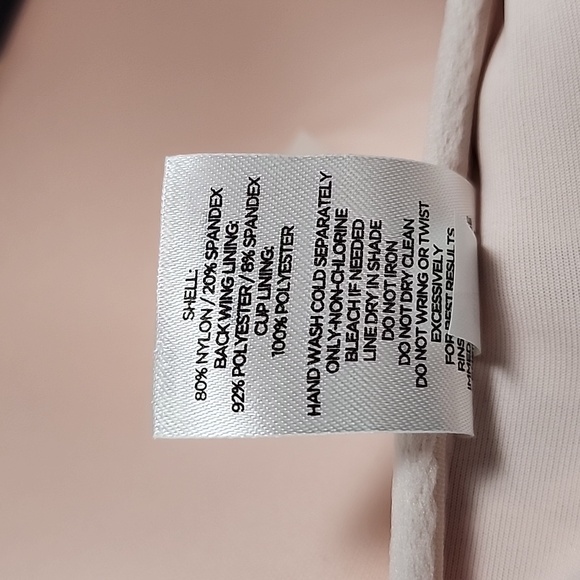 SHELL:
80% NYLON / 20% SPANDEX
BACK WING LINING:
92% POLYESTER / 8% SPANDEX
CUP LINING:
100% POLYESTER
HAND WASH COLD SEPARATELY
ONLY-NON-CHLORINE
BLEACH IF NEEDED
LINE DRY IN SHADE
DO NOT IRON
DO NOT DRY CLEAN
DO NOT WRING OR TWIST
EXCESSIVELY
FOR BEST RESULTS